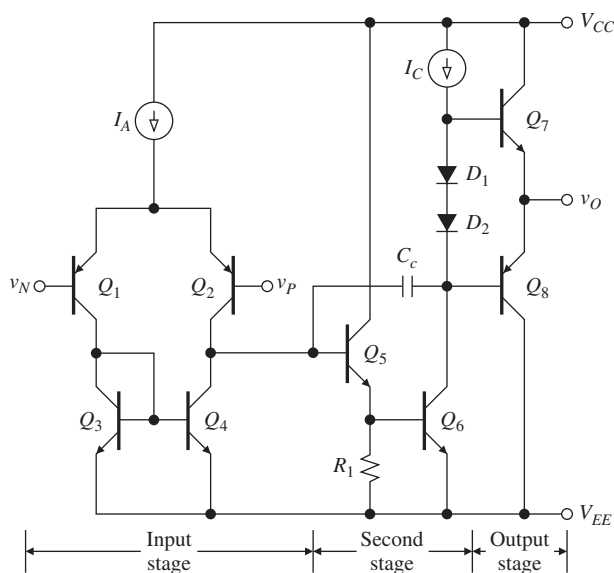 V_CC
I_C
I_A
Q_7
D_1
v_O
D_2
C_c
v_N
Q_1
Q_2
v_P
Q_8
Q_5
Q_3
Q_4
Q_6
R_1
V_EE
Input stage
Second stage
Output stage